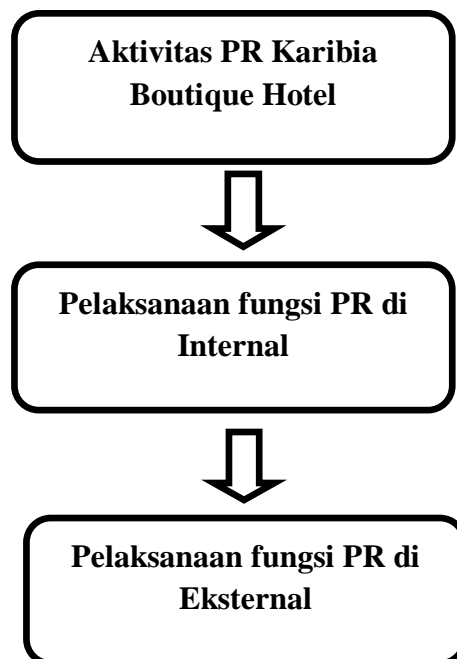 Aktivitas PR Karibia
Boutique Hotel
Pelaksanaan fungsi PR di
Internal
Pelaksanaan fungsi PR di
Eksternal